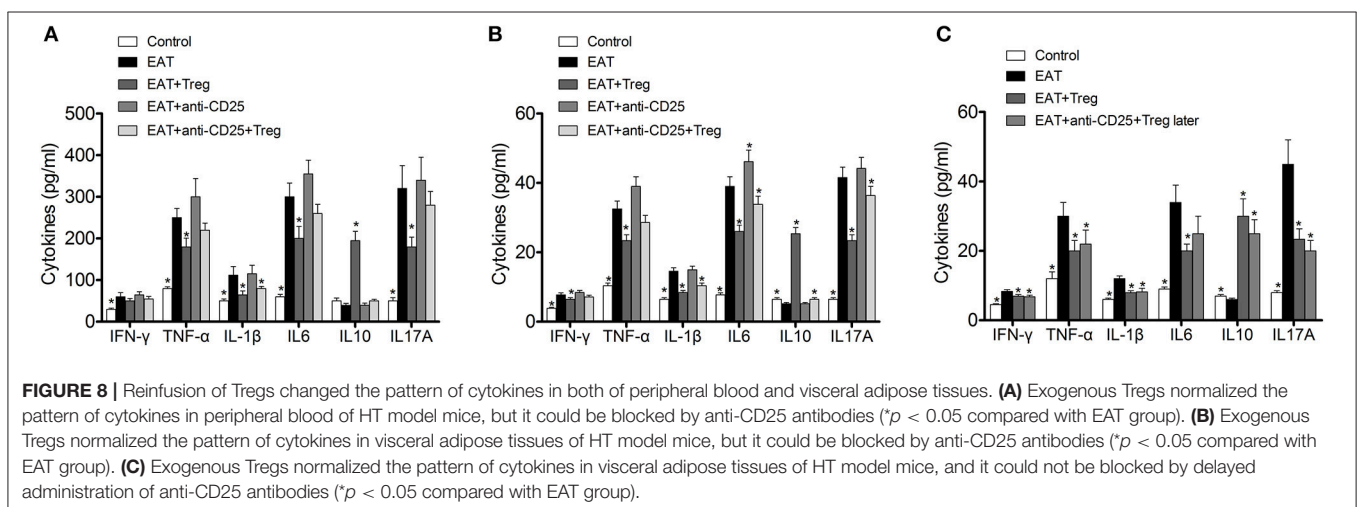 A
Control
EAT
EAT+Treg
EAT+anti-CD25
EAT+anti-CD25+Treg
Cytokines (pg/ml)
500
400
300
200
100
0
* * * * * * * * * * *
IFN-γ TNF-α IL-1β IL6 IL10 IL17A
B
Control
EAT
EAT+Treg
EAT+anti-CD25
EAT+anti-CD25+Treg
Cytokines (pg/ml)
60
40
20
0
* * * * * * * * * * * * * * * * *
IFN-γ TNF-α IL-1β IL6 IL10 IL17A
C
Control
EAT
EAT+Treg
EAT+anti-CD25+Treg later
Cytokines (pg/ml)
60
40
20
0
* * * * * * * * * * * * * * * * *
IFN-γ TNF-α IL-1β IL6 IL10 IL17A
FIGURE 8 | Reinfusion of Tregs changed the pattern of cytokines in both of peripheral blood and visceral adipose tissues. (A) Exogenous Tregs normalized the
pattern of cytokines in peripheral blood of HT model mice, but it could be blocked by anti-CD25 antibodies (*p < 0.05 compared with EAT group). (B) Exogenous
Tregs normalized the pattern of cytokines in visceral adipose tissues of HT model mice, but it could be blocked by anti-CD25 antibodies (*p < 0.05 compared with
EAT group). (C) Exogenous Tregs normalized the pattern of cytokines in visceral adipose tissues of HT model mice, and it could not be blocked by delayed
administration of anti-CD25 antibodies (*p < 0.05 compared with EAT group).